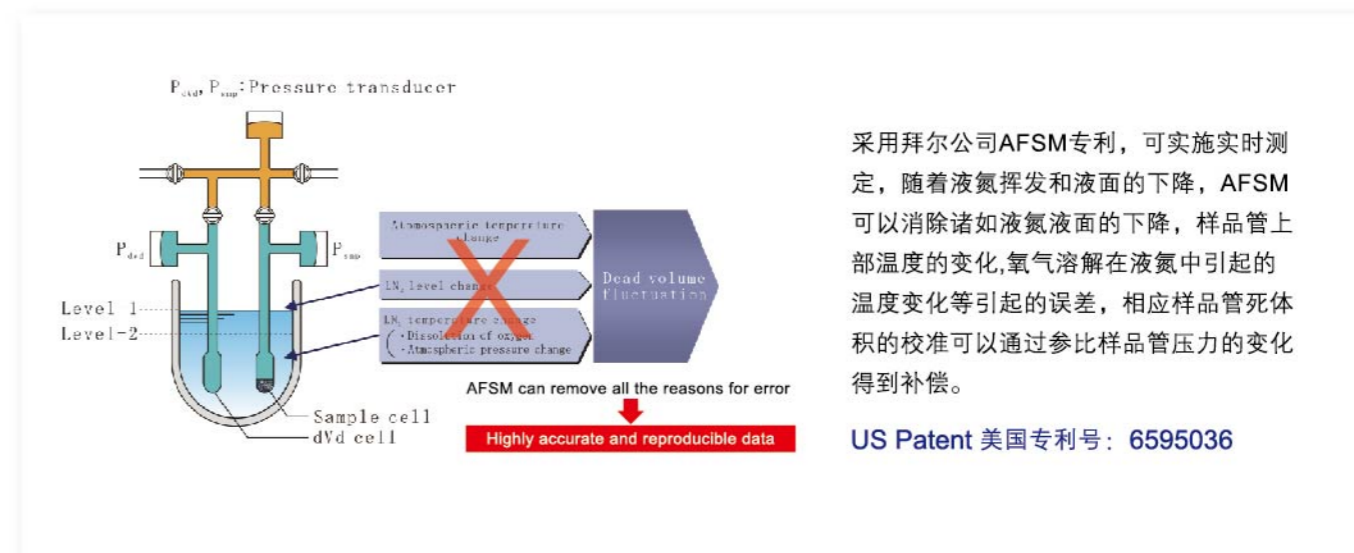 P dvd, P smp: Pressure transducer
P dvd
P smp
Level 1
Level-2
Sample cell
dVd cell
Atomospheric temperature
change
LN₂ level change
LN₂ temperature change
·Dissolution of oxygen
·Atmospheric pressure change
Dead volume
fluctuation
X
AFSM can remove all the reasons for error
Highly accurate and reproducible data
采用拜尔公司AFSM专利，可实施实时测
定，随着液氮挥发和液面的下降，AFSM
可以消除诸如液氮液面的下降，样品管上
部温度的变化,氧气溶解在液氮中引起的
温度变化等引起的误差，相应样品管死体
积的校准可以通过参比样品管压力的变化
得到补偿。
US Patent 美国专利号：6595036